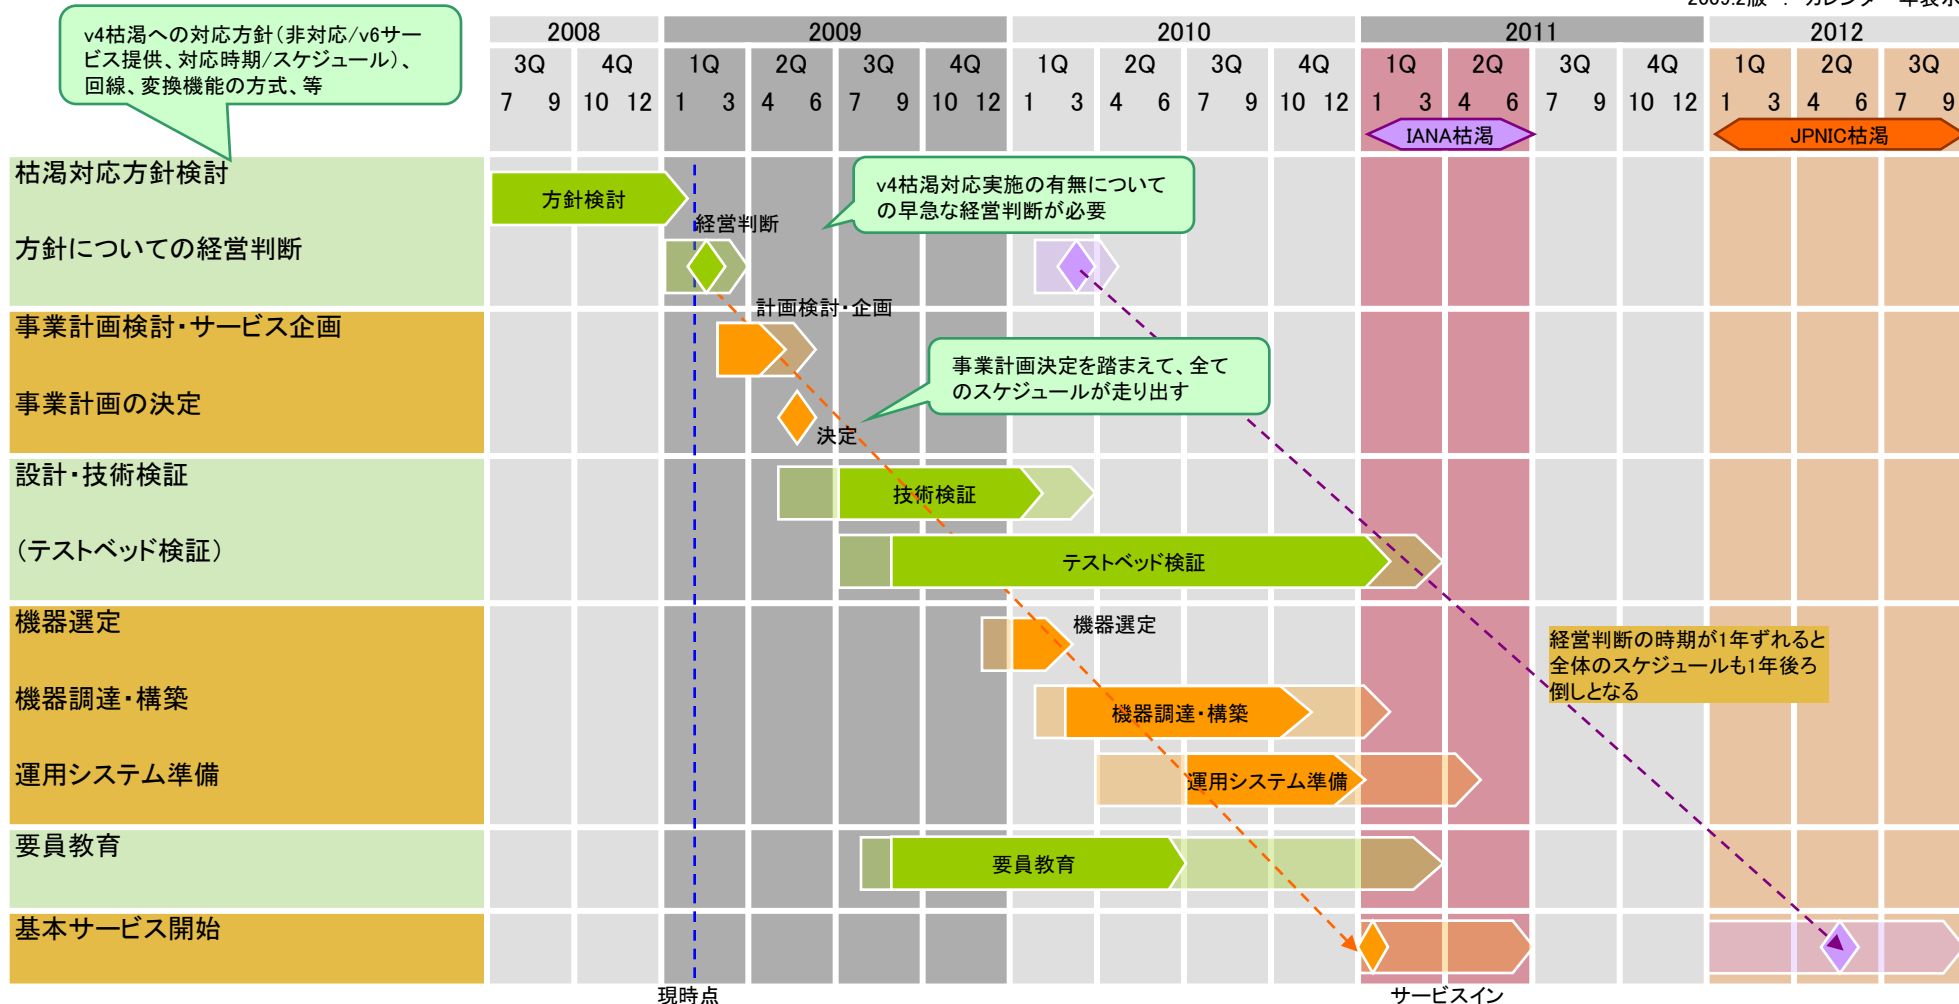 2009.2版 : カレンダー年表示
v4枯渇への対応方針(非対応/v6サー
ビス提供、対応時期/スケジュール)、
回線、変換機能の方式、等
2008 2009 2010 2011 2012
3Q 4Q 1Q 2Q 3Q 4Q 1Q 2Q 3Q 4Q 1Q 2Q 3Q 4Q 1Q 2Q 3Q
7 9 10 12 1 3 4 6 7 9 10 12 1 3 4 6 7 9 10 12 1 3 4 6 7 9 10 12 1 3 4 6 7 9
IANA枯渇 JPNIC枯渇
枯渇対応方針検討
方針検討
v4枯渇対応実施の有無について
の早急な経営判断が必要
経営判断
方針についての経営判断
計画検討・企画
事業計画検討・サービス企画
事業計画決定を踏まえて、全て
のスケジュールが走り出す
事業計画の決定
決定
設計・技術検証
技術検証
(テストベッド検証)
テストベッド検証
機器選定
機器選定
経営判断の時期が1年ずれると
全体のスケジュールも1年後ろ
倒しとなる
機器調達・構築
機器調達・構築
運用システム準備
運用システム準備
要員教育
要員教育
基本サービス開始
現時点
サービスイン